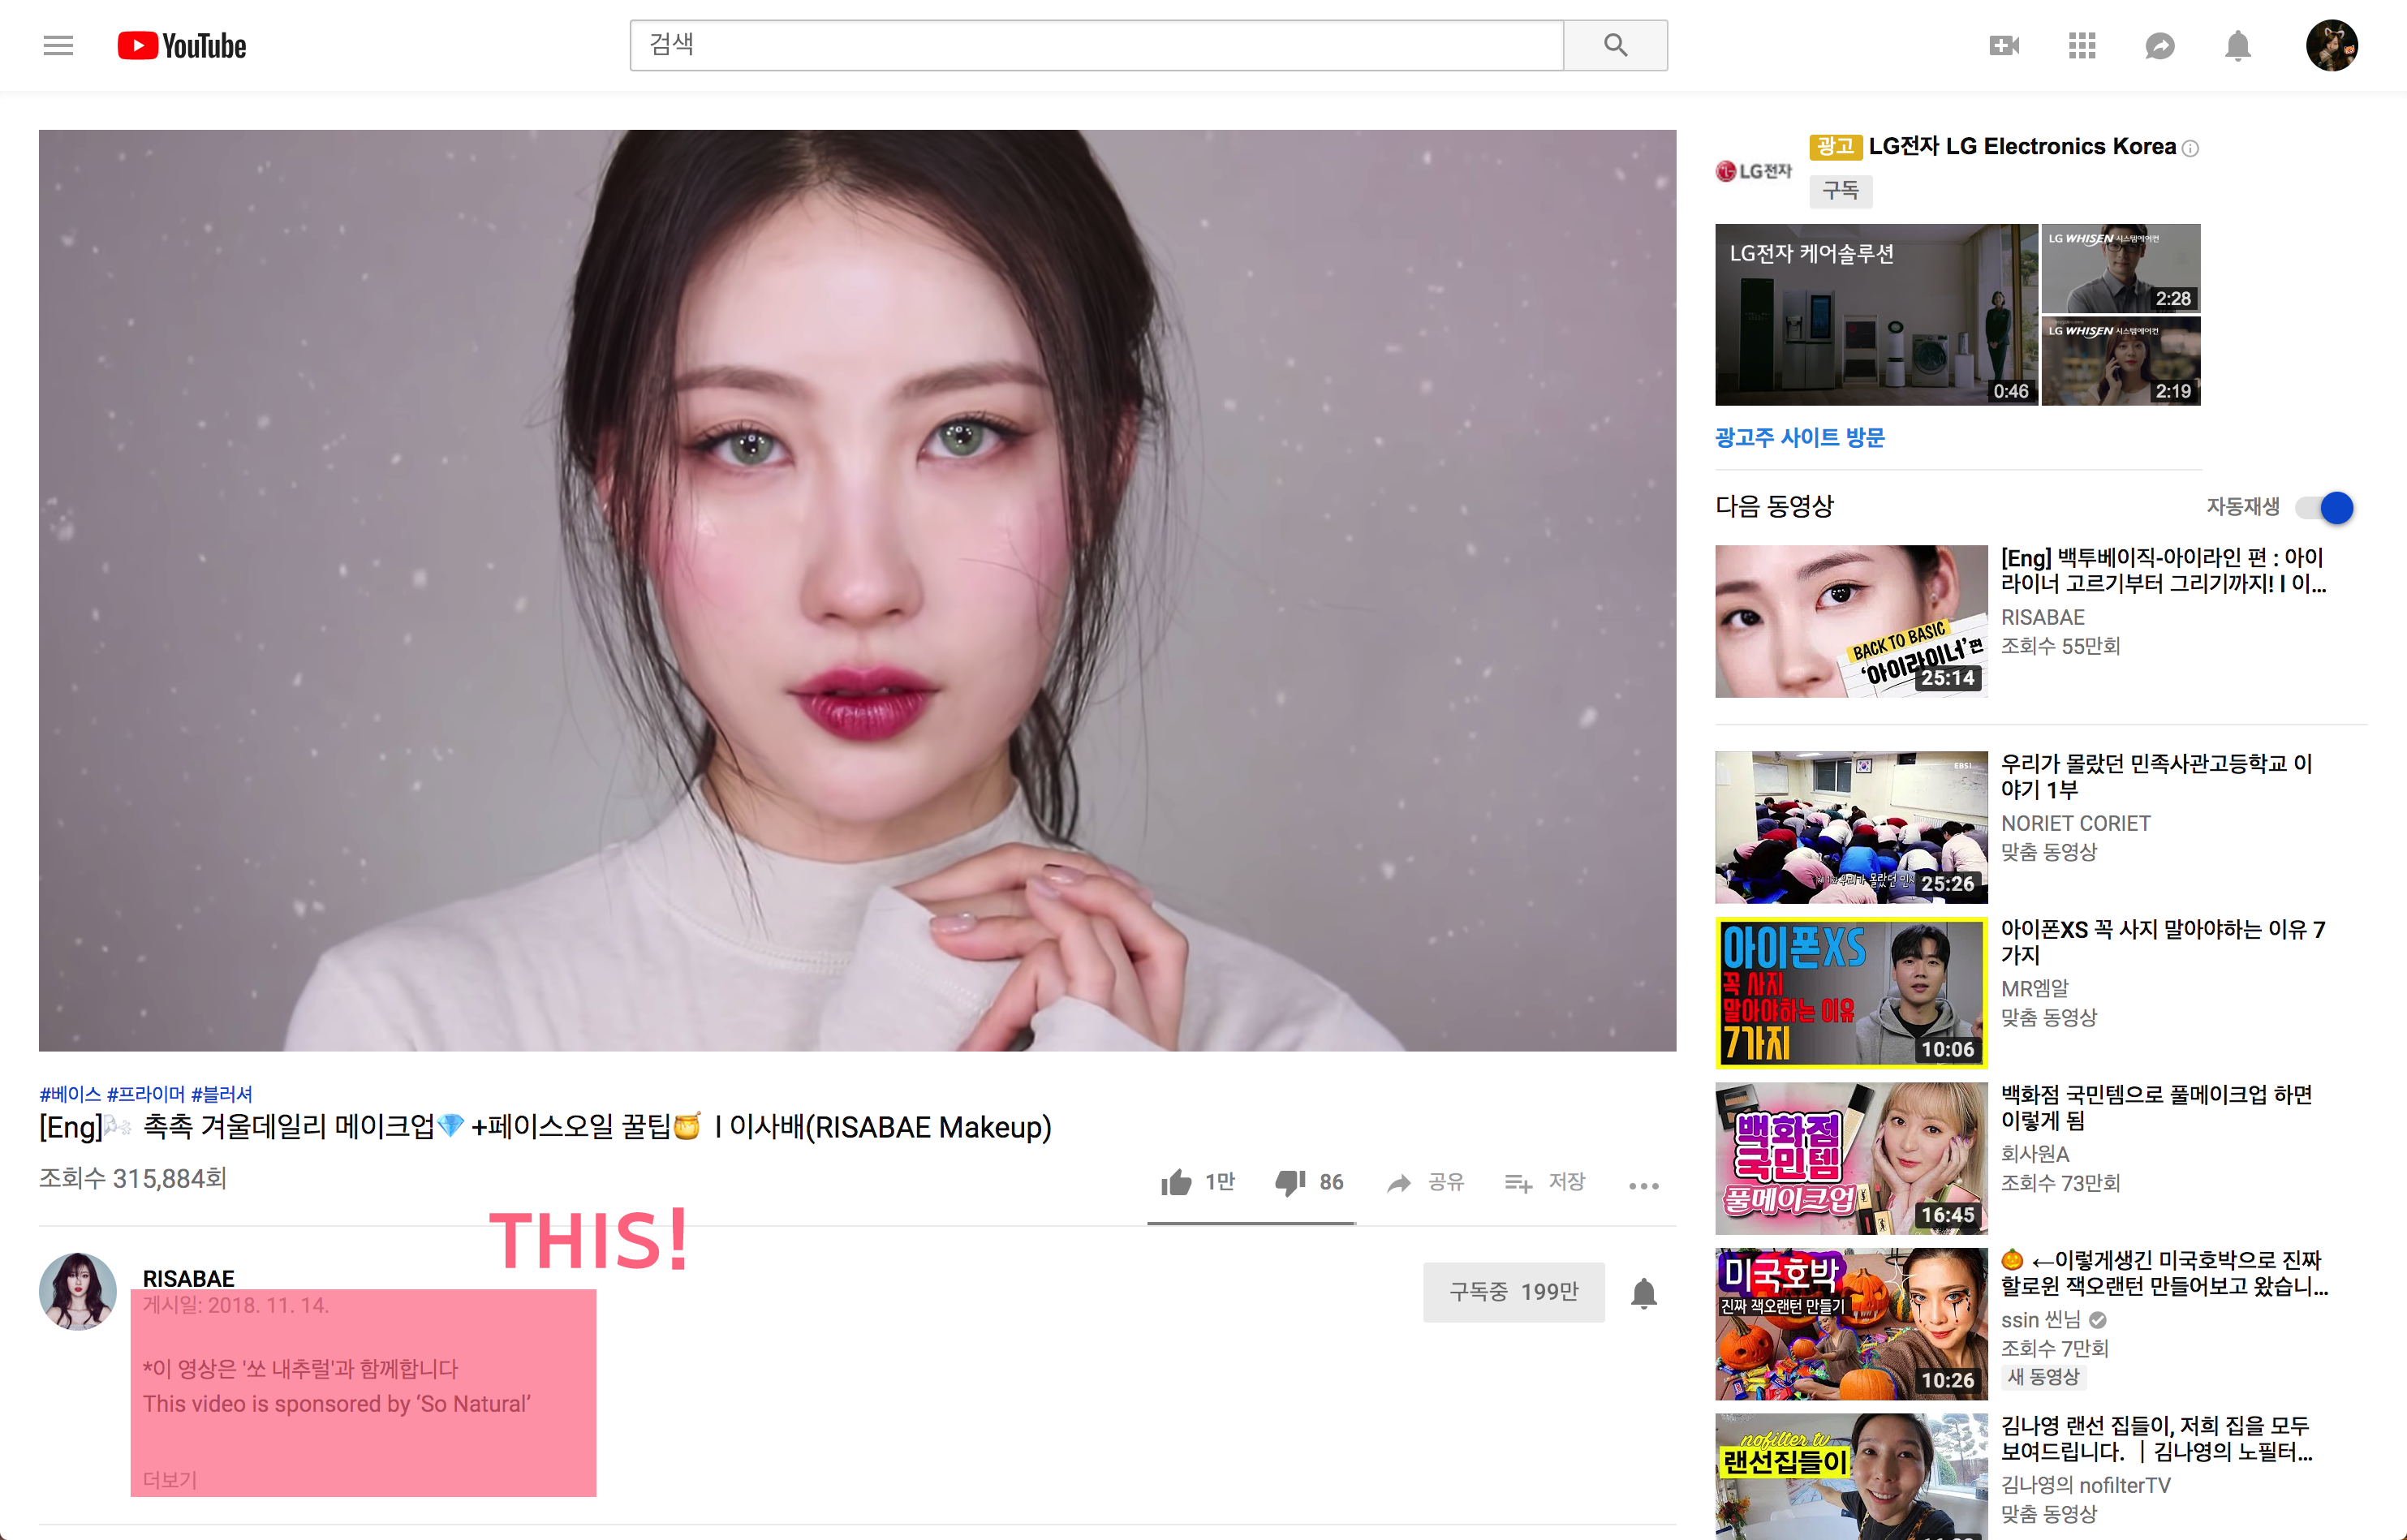 YouTube
검색
#베이스 #프라이머 #블러셔
[Eng]🌬 촉촉 겨울데일리 메이크업💎+페이스오일 꿀팁🍯 l 이사배(RISABAE Makeup)
조회수 315,884회
1만
86
공유
저장
THIS!
RISABAE
게시일: 2018. 11. 14.
구독중 199만
*이 영상은 '쏘 내추럴'과 함께합니다
This video is sponsored by ‘So Natural’
더보기
LG전자
광고 LG전자 LG Electronics Korea
구독
LG전자 케어솔루션
0:46
LG WHISEN 시스템에어컨
2:28
LG WHISEN 시스템에어컨
2:19
광고주 사이트 방문
다음 동영상
자동재생
BACK TO BASIC
‘아이라이너’편
25:14
[Eng] 백투베이직-아이라인 편 : 아이
라이너 고르기부터 그리기까지! l 이...
RISABAE
조회수 55만회
EBS1
25:26
우리가 몰랐던 민족사관고등학교 이
야기 1부
NORIET CORIET
맞춤 동영상
아이폰XS
꼭 사지
말아야하는 이유
7가지
10:06
아이폰XS 꼭 사지 말아야하는 이유 7
가지
MR엠알
맞춤 동영상
백화점
국민템
풀메이크업
16:45
백화점 국민템으로 풀메이크업 하면
이렇게 됨
회사원A
조회수 73만회
미국호박
진짜 잭오랜턴 만들기
10:26
🎃 ←이렇게생긴 미국호박으로 진짜
할로윈 잭오랜턴 만들어보고 왔습니...
ssin 씬님
조회수 7만회
새 동영상
nofilter tv
랜선집들이
김나영 랜선 집들이, 저희 집을 모두
보여드립니다. ｜김나영의 노필터...
김나영의 nofilterTV
맞춤 동영상